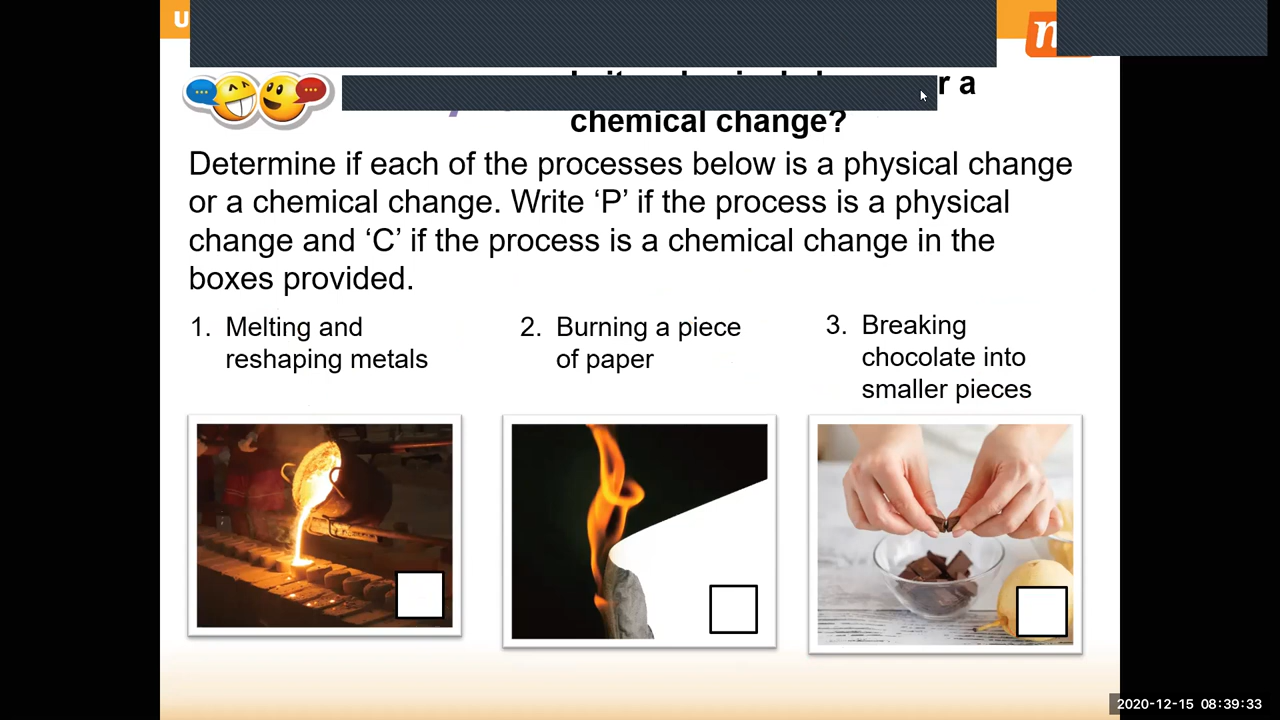 U
r a
chemical change?
Determine if each of the processes below is a physical change
or a chemical change. Write ‘P’ if the process is a physical
change and ‘C’ if the process is a chemical change in the
boxes provided.
1. Melting and
reshaping metals
2. Burning a piece
of paper
3. Breaking
chocolate into
smaller pieces
2020-12-15 08:39:33